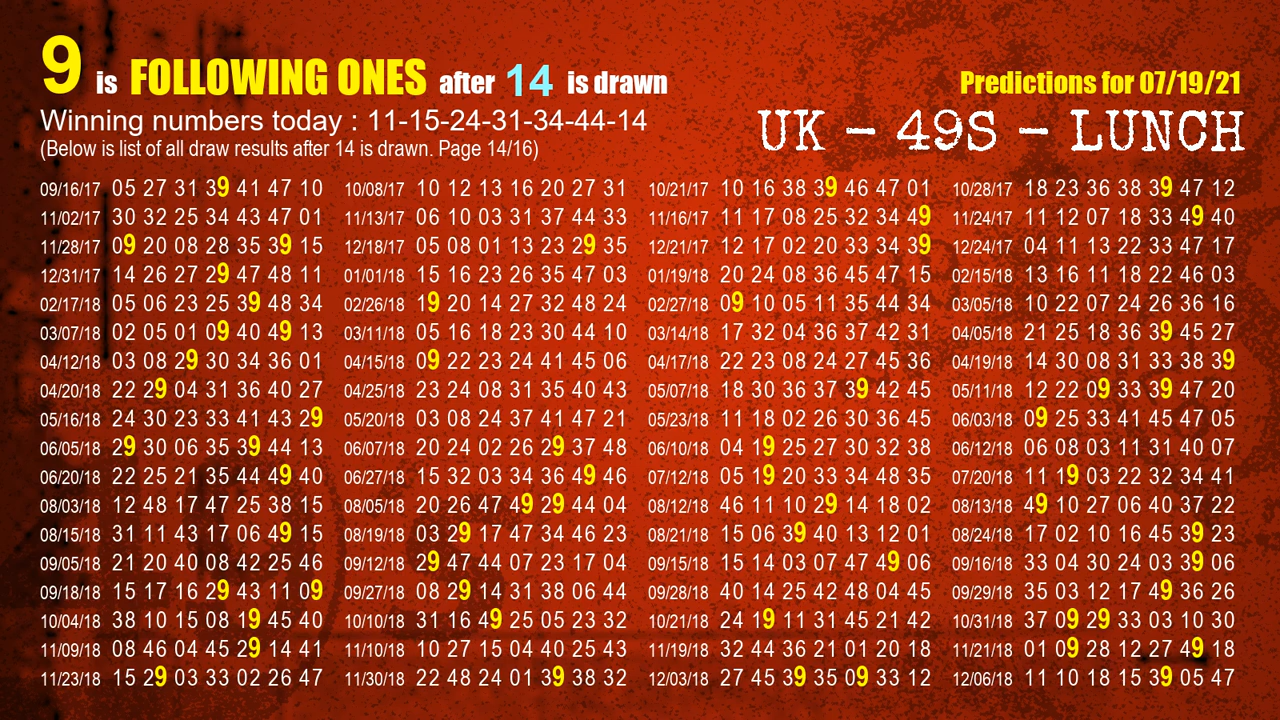 9 is FOLLOWING ONES after 14 is drawn
Predictions for 07/19/21
Winning numbers today : 11-15-24-31-34-44-14
UK - 49S - LUNCH
(Below is list of all draw results after 14 is drawn. Page 14/16)
09/16/17 05 27 31 39 41 47 10 10/08/17 10 12 13 16 20 27 31 10/21/17 10 16 38 39 46 47 01 10/28/17 18 23 36 38 39 47 12
11/02/17 30 32 25 34 43 47 01 11/13/17 06 10 03 31 37 44 33 11/16/17 11 17 08 25 32 34 49 11/24/17 11 12 07 18 33 49 40
11/28/17 09 20 08 28 35 39 15 12/18/17 05 08 01 13 23 29 35 12/21/17 12 17 02 20 33 34 39 12/24/17 04 11 13 22 33 47 17
12/31/17 14 26 27 29 47 48 11 01/01/18 15 16 23 26 35 47 03 01/19/18 20 24 08 36 45 47 15 02/15/18 13 16 11 18 22 46 03
02/17/18 05 06 23 25 39 48 34 02/26/18 19 20 14 27 32 48 24 02/27/18 09 10 05 11 35 44 34 03/05/18 10 22 07 24 26 36 16
03/07/18 02 05 01 09 40 49 13 03/11/18 05 16 18 23 30 44 10 03/14/18 17 32 04 36 37 42 31 04/05/18 21 25 18 36 39 45 27
04/12/18 03 08 29 30 34 36 01 04/15/18 09 22 23 24 41 45 06 04/17/18 22 23 08 24 27 45 36 04/19/18 14 30 08 31 33 38 39
04/20/18 22 29 04 31 36 40 27 04/25/18 23 24 08 31 35 40 43 05/07/18 18 30 36 37 39 42 45 05/11/18 12 22 09 33 39 47 20
05/16/18 24 30 23 33 41 43 29 05/20/18 03 08 24 37 41 47 21 05/23/18 11 18 02 26 30 36 45 06/03/18 09 25 33 41 45 47 05
06/05/18 29 30 06 35 39 44 13 06/07/18 20 24 02 26 29 37 48 06/10/18 04 19 25 27 30 32 38 06/12/18 06 08 03 11 31 40 07
06/20/18 22 25 21 35 44 49 40 06/27/18 15 32 03 34 36 49 46 07/12/18 05 19 20 33 34 48 35 07/20/18 11 19 03 22 32 34 41
08/03/18 12 48 17 47 25 38 15 08/05/18 20 26 47 49 29 44 04 08/12/18 46 11 10 29 14 18 02 08/13/18 49 10 27 06 40 37 22
08/15/18 31 11 43 17 06 49 15 08/19/18 03 29 17 47 34 46 23 08/21/18 15 06 39 40 13 12 01 08/24/18 17 02 10 16 45 39 23
09/05/18 21 20 40 08 42 25 46 09/12/18 29 47 44 07 23 17 04 09/15/18 15 14 03 07 47 49 06 09/16/18 33 04 30 24 03 39 06
09/18/18 15 17 16 29 43 11 09 09/27/18 08 29 14 31 38 06 44 09/28/18 40 14 25 42 48 04 45 09/29/18 35 03 12 17 49 36 26
10/04/18 38 10 15 08 19 45 40 10/10/18 31 16 49 25 05 23 32 10/21/18 24 19 11 31 45 21 42 10/31/18 37 09 29 33 03 10 30
11/09/18 08 46 04 45 29 14 41 11/10/18 10 27 15 04 40 25 43 11/19/18 32 44 36 21 01 20 18 11/21/18 01 09 28 12 27 49 18
11/23/18 15 29 03 33 02 26 47 11/30/18 22 48 24 01 39 38 32 12/03/18 27 45 39 35 09 33 12 12/06/18 11 10 18 15 39 05 47